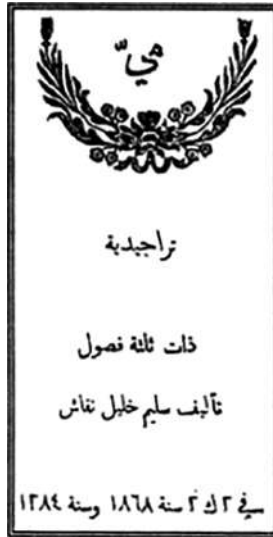 ميّ
تراجيدية
ذات ثلثة فصول
تأليف سليم خليل نقاش
في ٢ ك ٢ سنة ١٨٦٨ وسنة ١٢٨٤